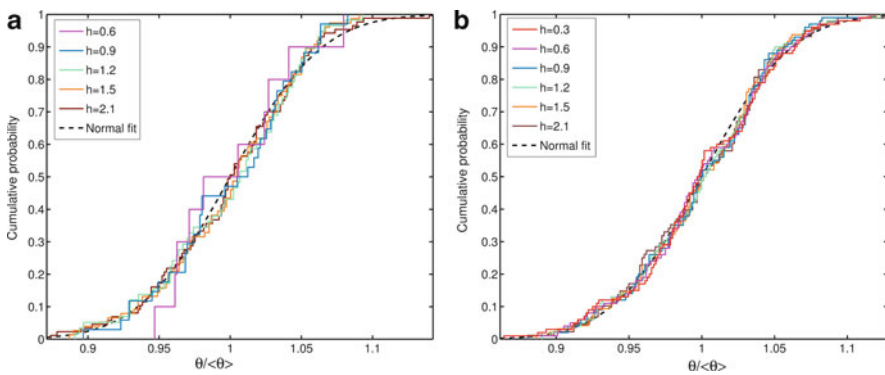 a
Cumulative probability
1
0.9
0.8
0.7
0.6
0.5
0.4
0.3
0.2
0.1
0
h=0.6
h=0.9
h=1.2
h=1.5
h=2.1
Normal fit
0.9
0.95
1
1.05
1.1
θ/<θ>
b
Cumulative probability
1
0.9
0.8
0.7
0.6
0.5
0.4
0.3
0.2
0.1
0
h=0.3
h=0.6
h=0.9
h=1.2
h=1.5
h=2.1
Normal fit
0.9
0.95
1
1.05
1.1
θ/<θ>